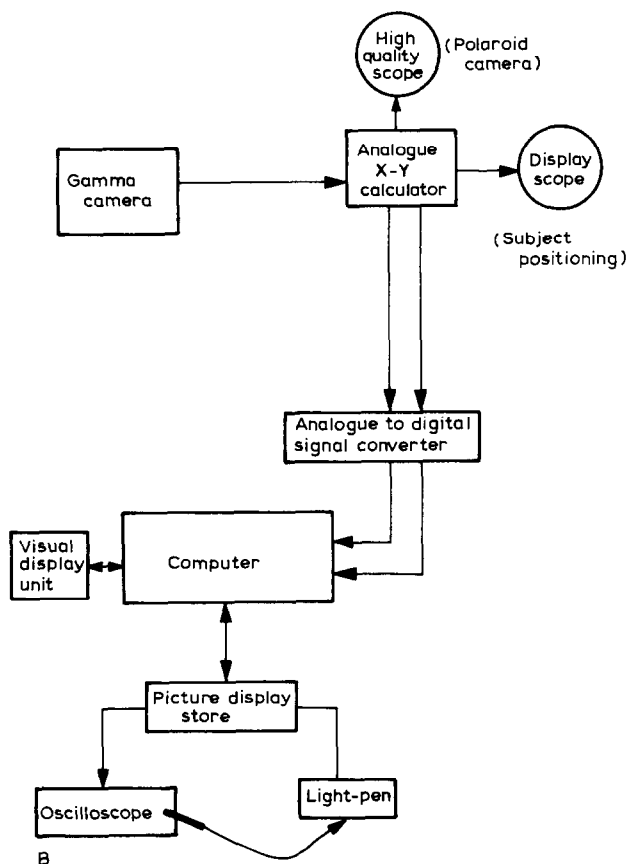 High
quality
scope
(Polaroid
camera)
Gamma
camera
Analogue
X-Y
calculator
Display
scope
(Subject
positioning)
Analogue to digital
signal converter
Visual
display
unit
Computer
Picture display
store
Oscilloscope
Light-pen
B